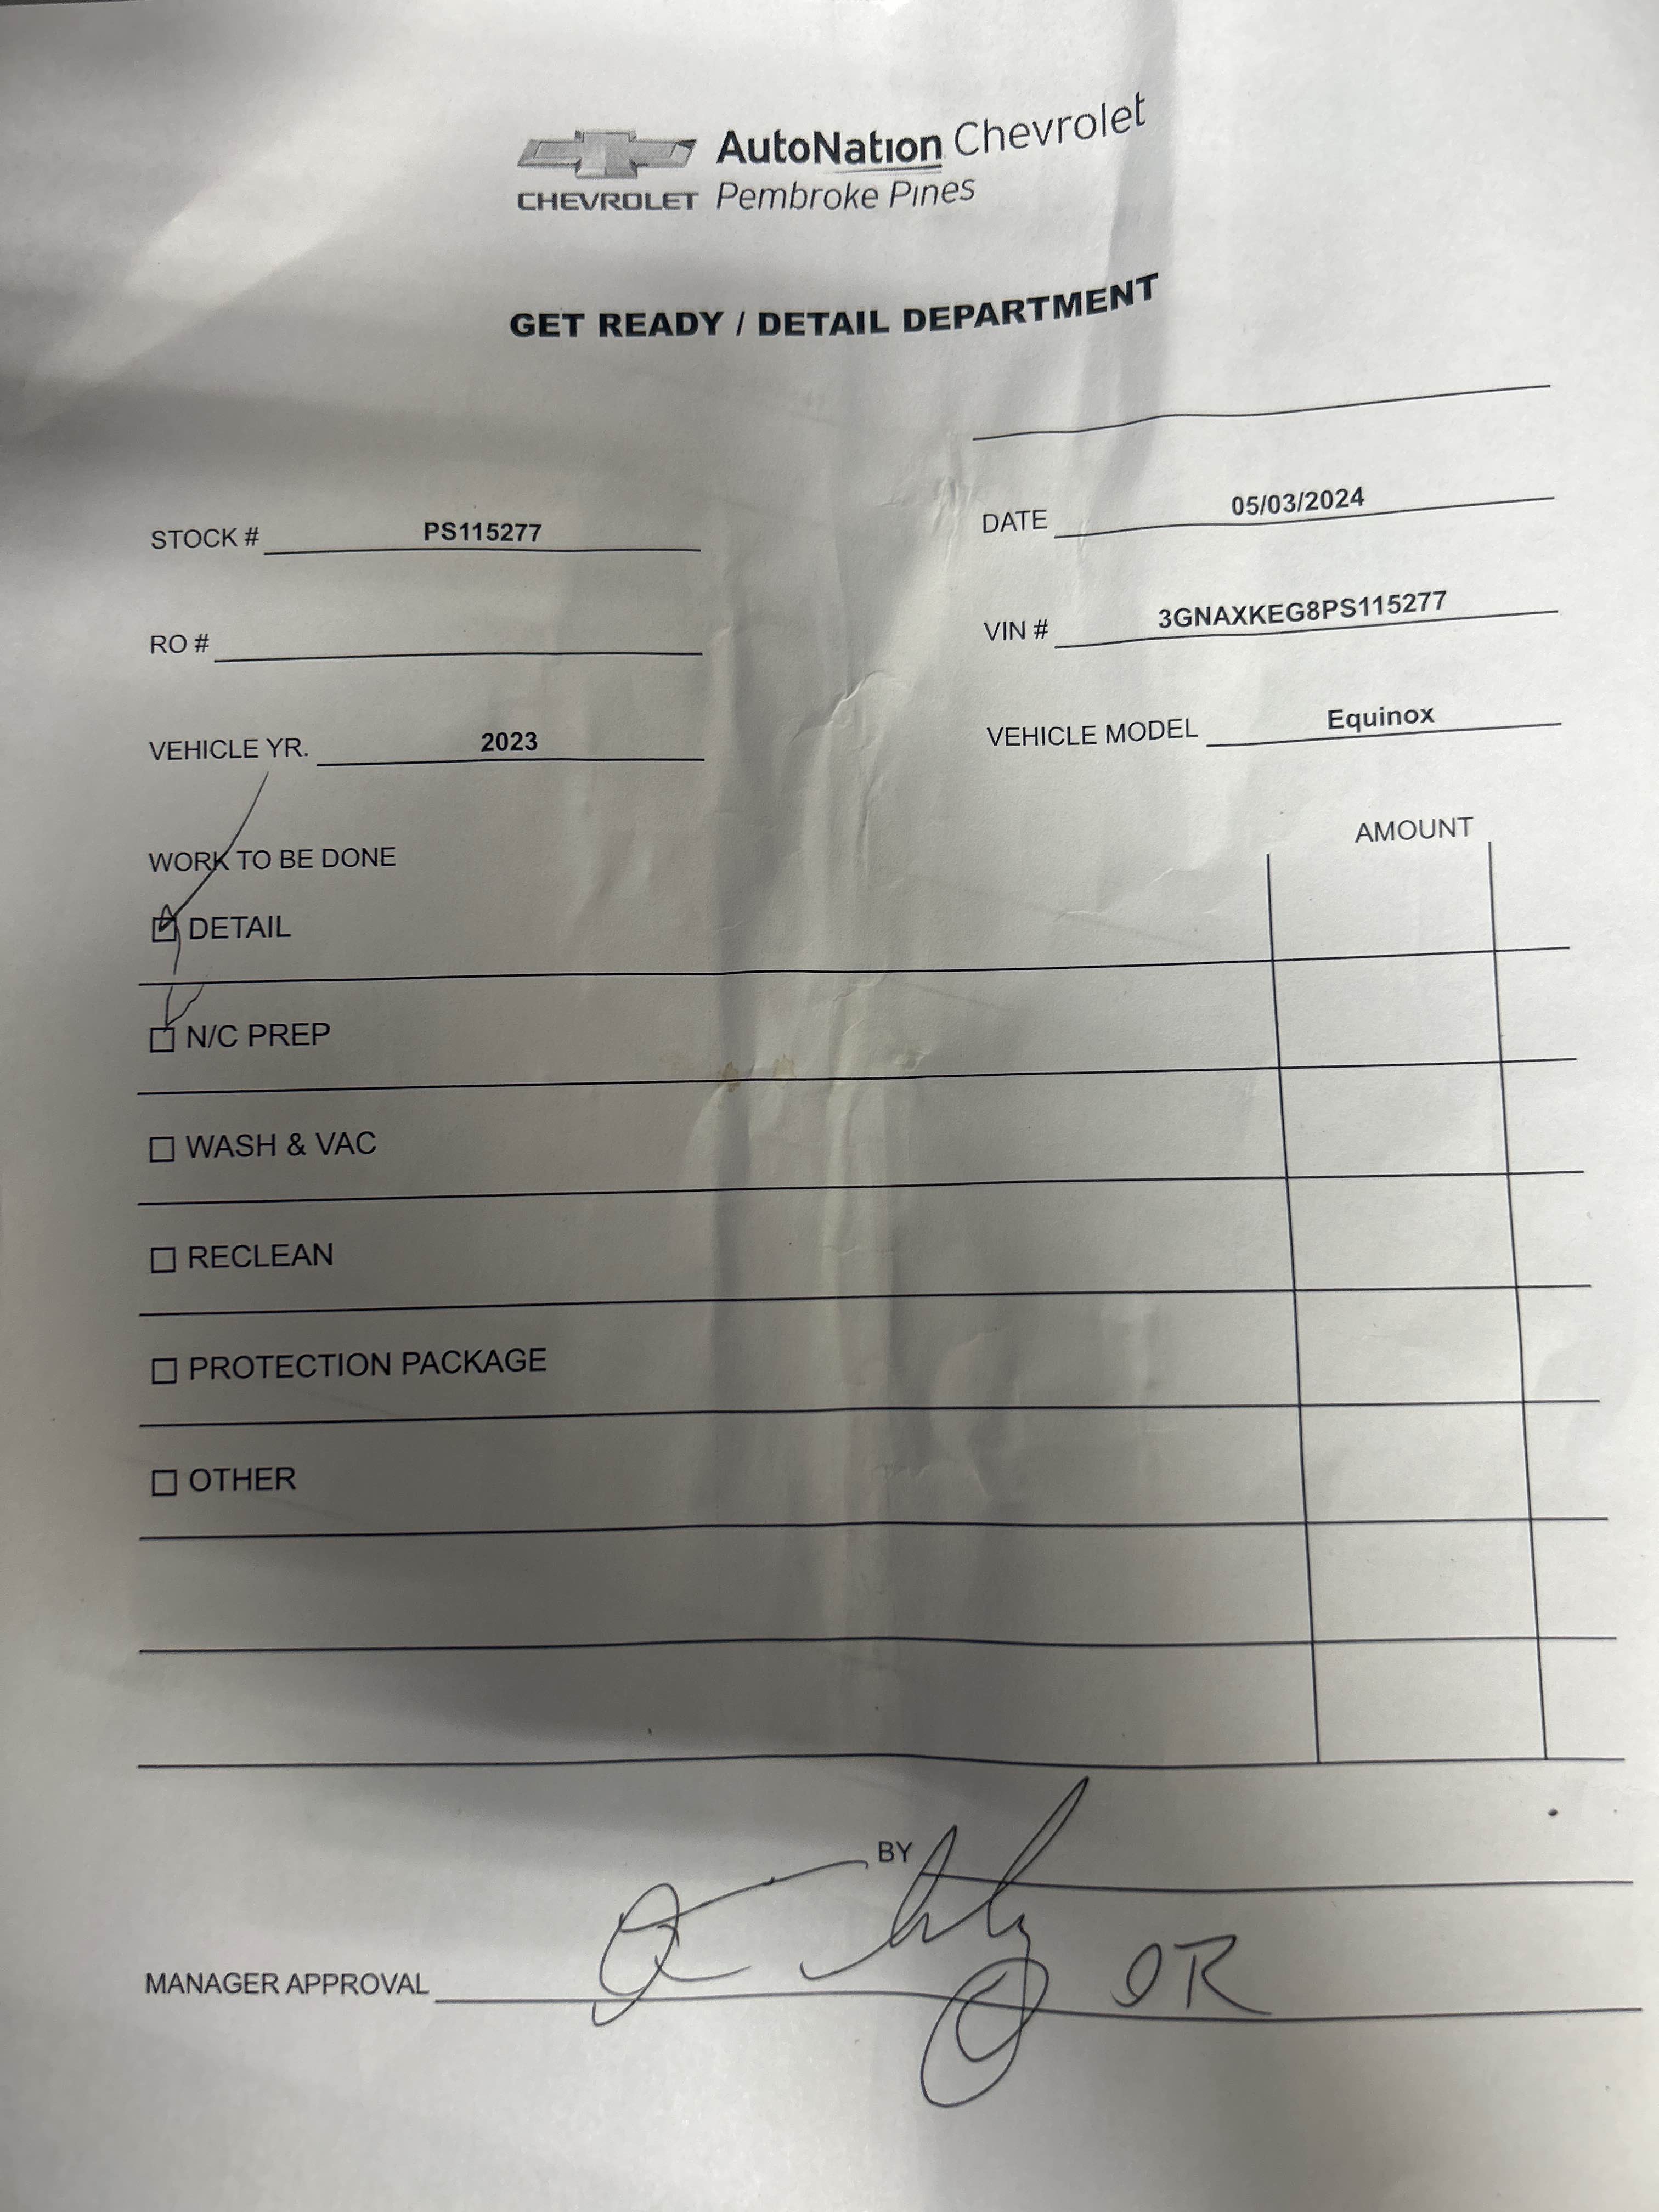 AutoNation Chevrolet
CHEVROLET Pembroke Pines
GET READY / DETAIL DEPARTMENT
STOCK # PS115277
DATE 05/03/2024
RO #
VIN # 3GNAXKEG8PS115277
VEHICLE YR. 2023
VEHICLE MODEL Equinox
WORK TO BE DONE
AMOUNT
DETAIL
N/C PREP
WASH & VAC
RECLEAN
PROTECTION PACKAGE
OTHER
BY
MANAGER APPROVAL